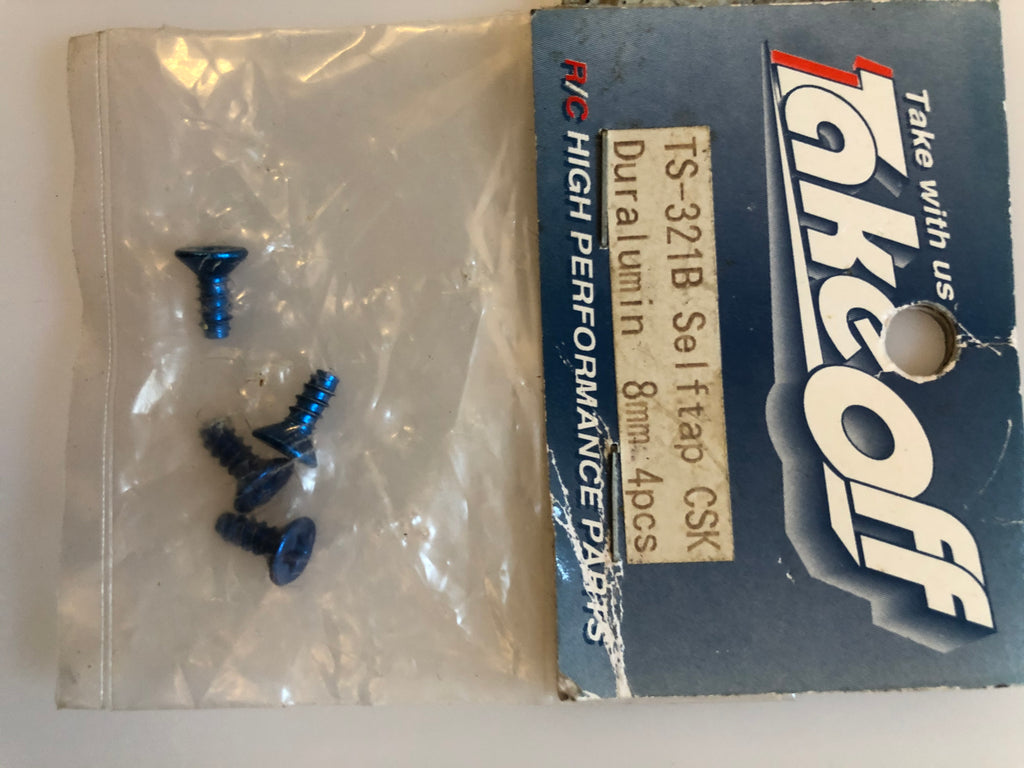 Take with us
TakeOff
TS-321B Selftap CSK
Duralumin 8mm 4pcs
R/C HIGH PERFORMANCE PARTS